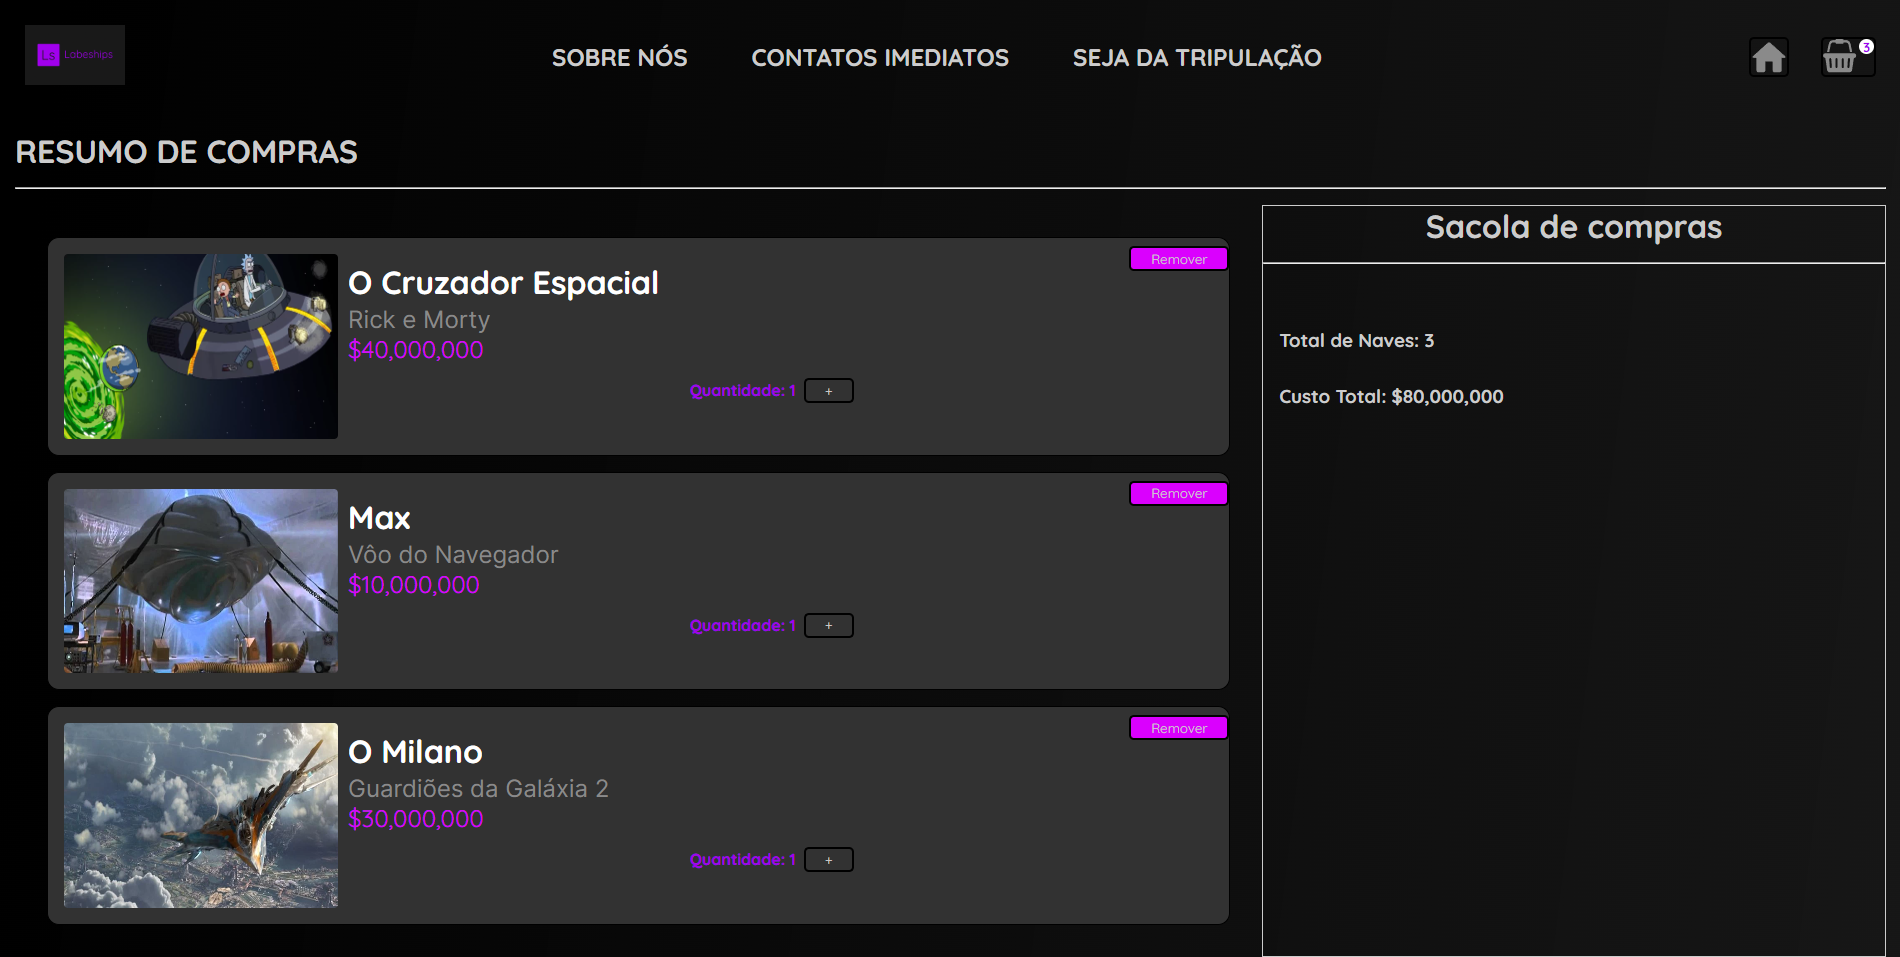 Ls Labeships
SOBRE NÓS CONTATOS IMEDIATOS SEJA DA TRIPULAÇÃO
3
RESUMO DE COMPRAS
O Cruzador Espacial
Rick e Morty
$40,000,000
Quantidade: 1 +
Remover
Max
Vôo do Navegador
$10,000,000
Quantidade: 1 +
Remover
O Milano
Guardiões da Galáxia 2
$30,000,000
Quantidade: 1 +
Remover
Sacola de compras
Total de Naves: 3
Custo Total: $80,000,000